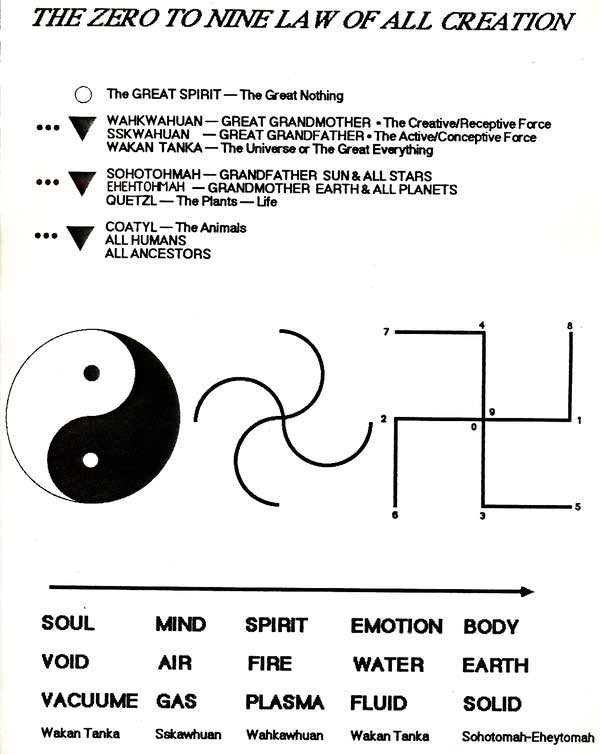 THE ZERO TO NINE LAW OF ALL CREATION
The GREAT SPIRIT — The Great Nothing
WAHKWAHUAN — GREAT GRANDMOTHER • The Creative/Receptive Force
SSKWAHUAN — GREAT GRANDFATHER • The Active/Conceptive Force
WAKAN TANKA — The Universe or The Great Everything
SOHOTOHMAH — GRANDFATHER SUN & ALL STARS
EHEHTOHMAH — GRANDMOTHER EARTH & ALL PLANETS
QUETZL — The Plants — Life
COATYL — The Animals
ALL HUMANS
ALL ANCESTORS
7 4 8
2 9 0 1
6 3 5
SOUL MIND SPIRIT EMOTION BODY
VOID AIR FIRE WATER EARTH
VACUUME GAS PLASMA FLUID SOLID
Wakan Tanka Sskawhuan Wahkawhuan Wakan Tanka Sohotomah-Eheytomah